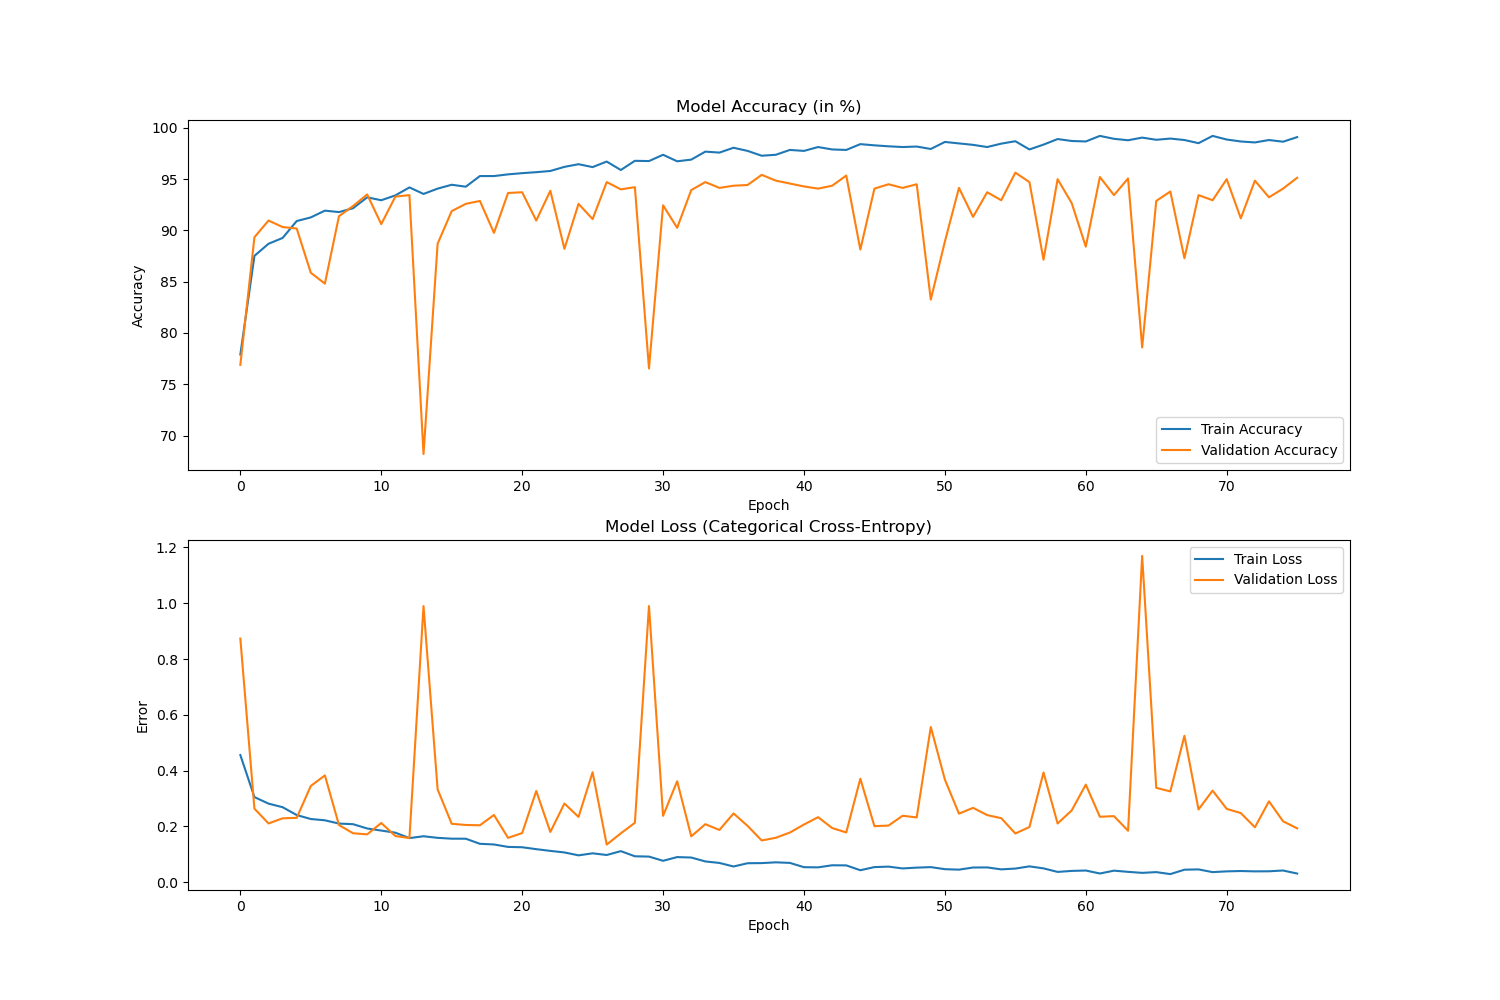 Model Accuracy (in %)
100
95
90
85
80
75
70
Accuracy
Train Accuracy
Validation Accuracy
0 10 20 30 40 50 60 70
Epoch
Model Loss (Categorical Cross-Entropy)
1.2
1.0
0.8
0.6
0.4
0.2
0.0
Error
Train Loss
Validation Loss
0 10 20 30 40 50 60 70
Epoch